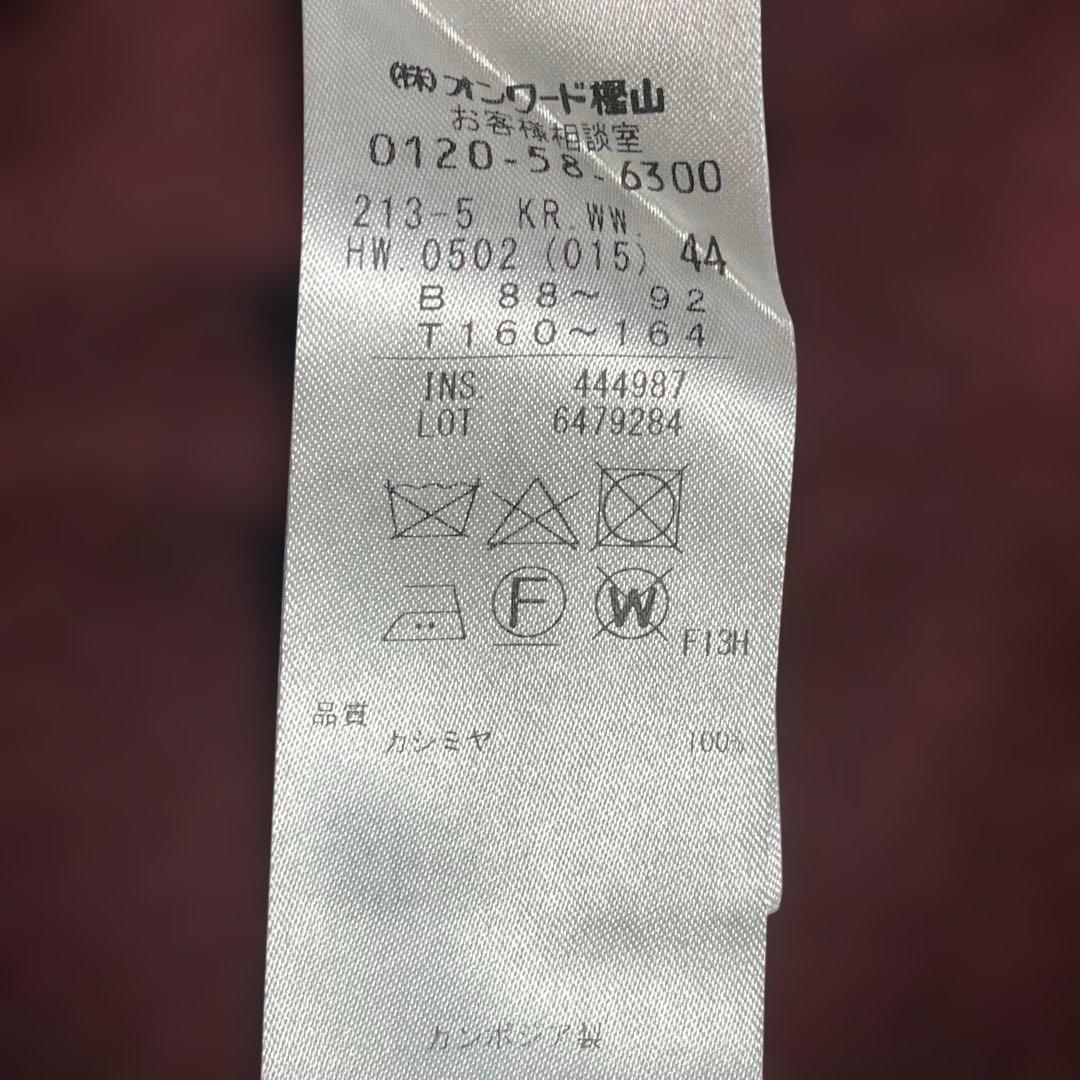 (株)オンワード樫山
お客様相談室
0120-58-6300
213-5 KR.WW.
HW.0502(015) 44
B 88～ 92
T160～164
INS. 444987
LOT 6479284
F
W
F13H
品質
カシミヤ 100%
カンボジア製